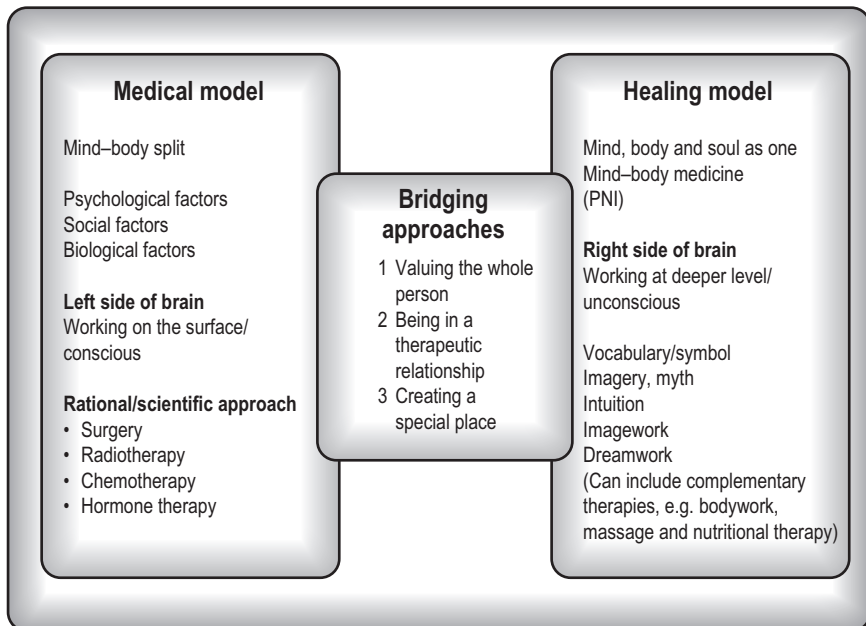 Medical model
Mind–body split
Psychological factors
Social factors
Biological factors
Left side of brain
Working on the surface/
conscious
Rational/scientific approach
• Surgery
• Radiotherapy
• Chemotherapy
• Hormone therapy
Bridging
approaches
1 Valuing the whole
person
2 Being in a
therapeutic
relationship
3 Creating a
special place
Healing model
Mind, body and soul as one
Mind–body medicine
(PNI)
Right side of brain
Working at deeper level/
unconscious
Vocabulary/symbol
Imagery, myth
Intuition
Imagework
Dreamwork
(Can include complementary
therapies, e.g. bodywork,
massage and nutritional therapy)